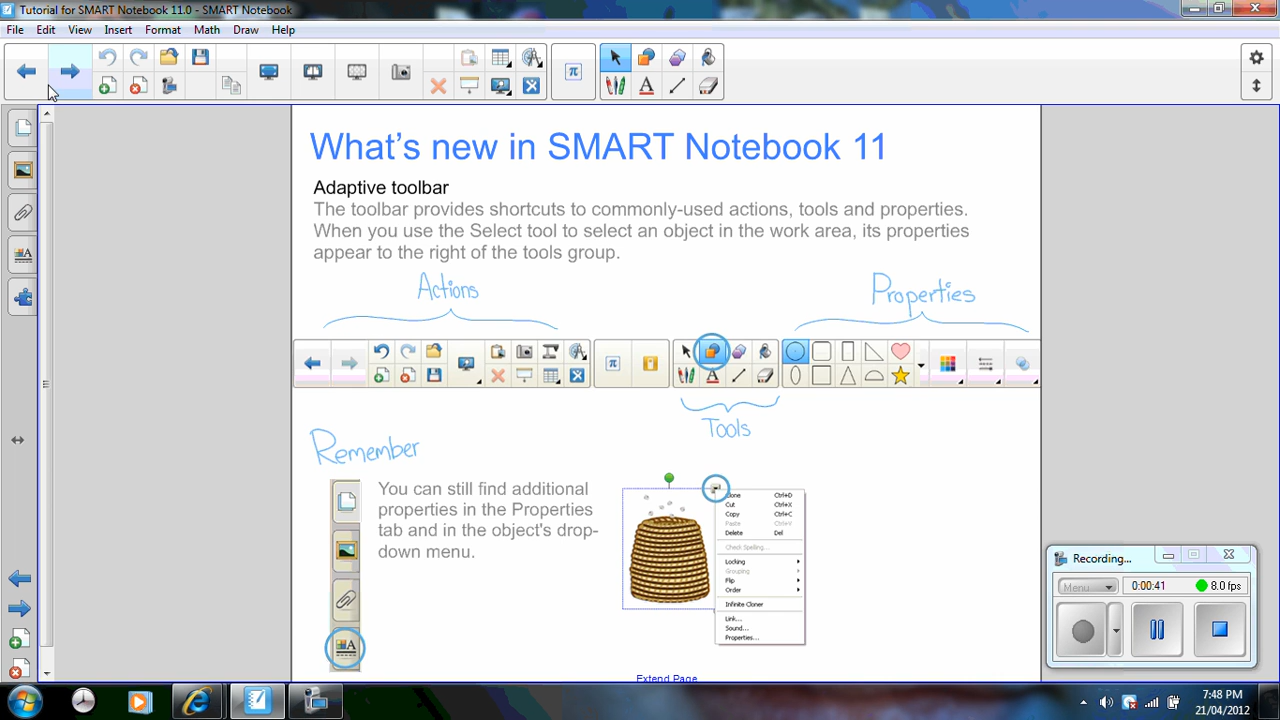 Tutorial for SMART Notebook 11.0 - SMART Notebook
File Edit View Insert Format Math Draw Help
What's new in SMART Notebook 11
Adaptive toolbar
The toolbar provides shortcuts to commonly-used actions, tools and properties.
When you use the Select tool to select an object in the work area, its properties
appear to the right of the tools group.
Actions
Properties
Tools
Remember
You can still find additional
properties in the Properties
tab and in the object's drop-
down menu.
Clone Ctrl+D
Cut Ctrl+X
Copy Ctrl+C
Paste Ctrl+V
Delete Del
Check Spelling...
Locking
Grouping
Flip
Order
Infinite Cloner
Link...
Sound...
Properties...
Extend Page
Recording...
Menu 0:00:41 8.0 fps
7:48 PM
21/04/2012